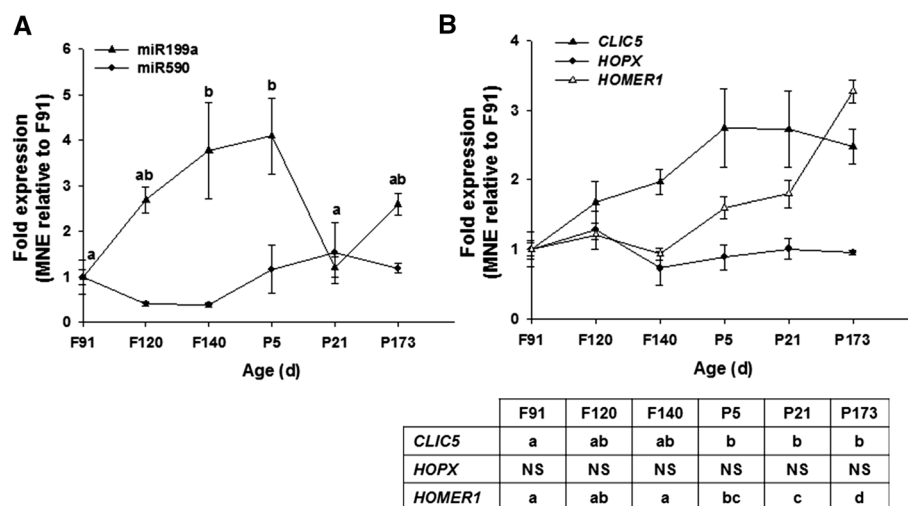 A
miR199a
miR590
Fold expression
(MNE relative to F91)
6
5
4
3
2
1
0
a
ab
b
b
a
ab
F91 F120 F140 P5 P21 P173
Age (d)
B
CLIC5
HOPX
HOMER1
Fold expression
(MNE relative to F91)
4
3
2
1
0
F91 F120 F140 P5 P21 P173
Age (d)
F91 F120 F140 P5 P21 P173
CLIC5 a ab ab b b b
HOPX NS NS NS NS NS NS
HOMER1 a ab a bc c d